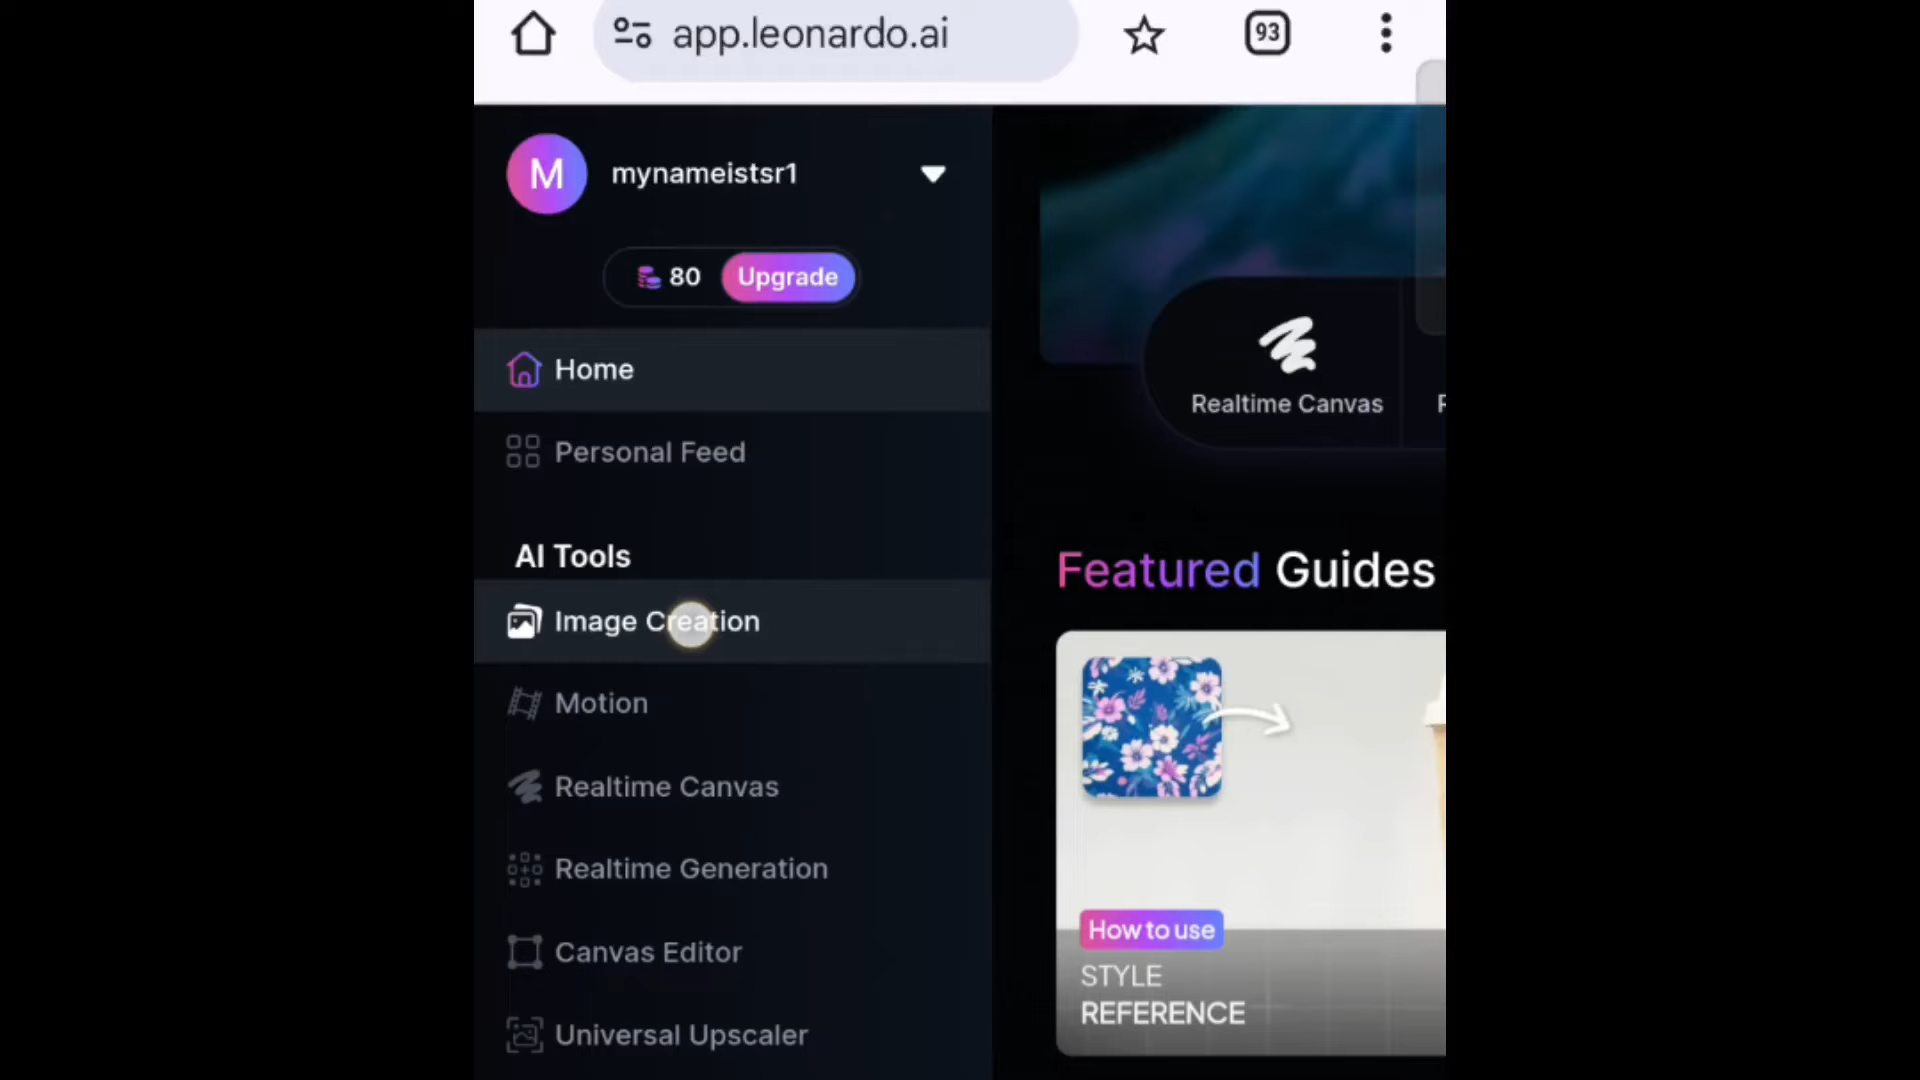 app.leonardo.ai
93
M
mynameistsr1
80
Upgrade
Home
Personal Feed
AI Tools
Image Creation
Motion
Realtime Canvas
Realtime Generation
Canvas Editor
Universal Upscaler
Realtime Canvas
Featured Guides
How to use
STYLE
REFERENCE